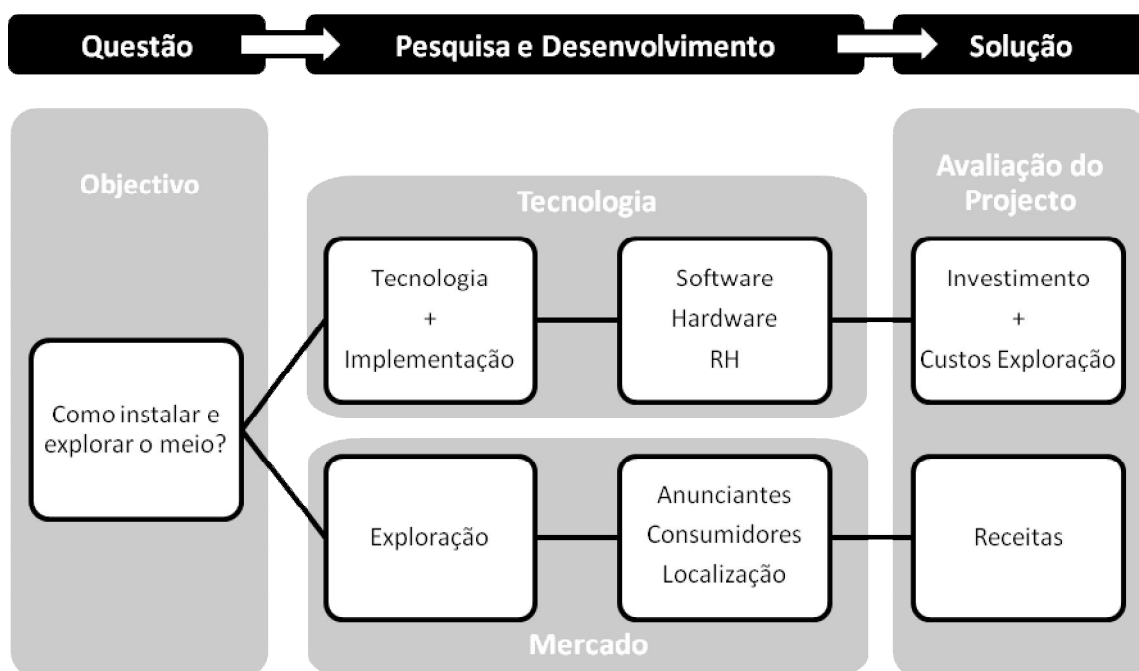 Questão
Pesquisa e Desenvolvimento
Solução
Objectivo
Como instalar e
explorar o meio?
Tecnologia
Tecnologia
+
Implementação
Software
Hardware
RH
Exploração
Anunciantes
Consumidores
Localização
Mercado
Avaliação do
Projecto
Investimento
+
Custos Exploração
Receitas